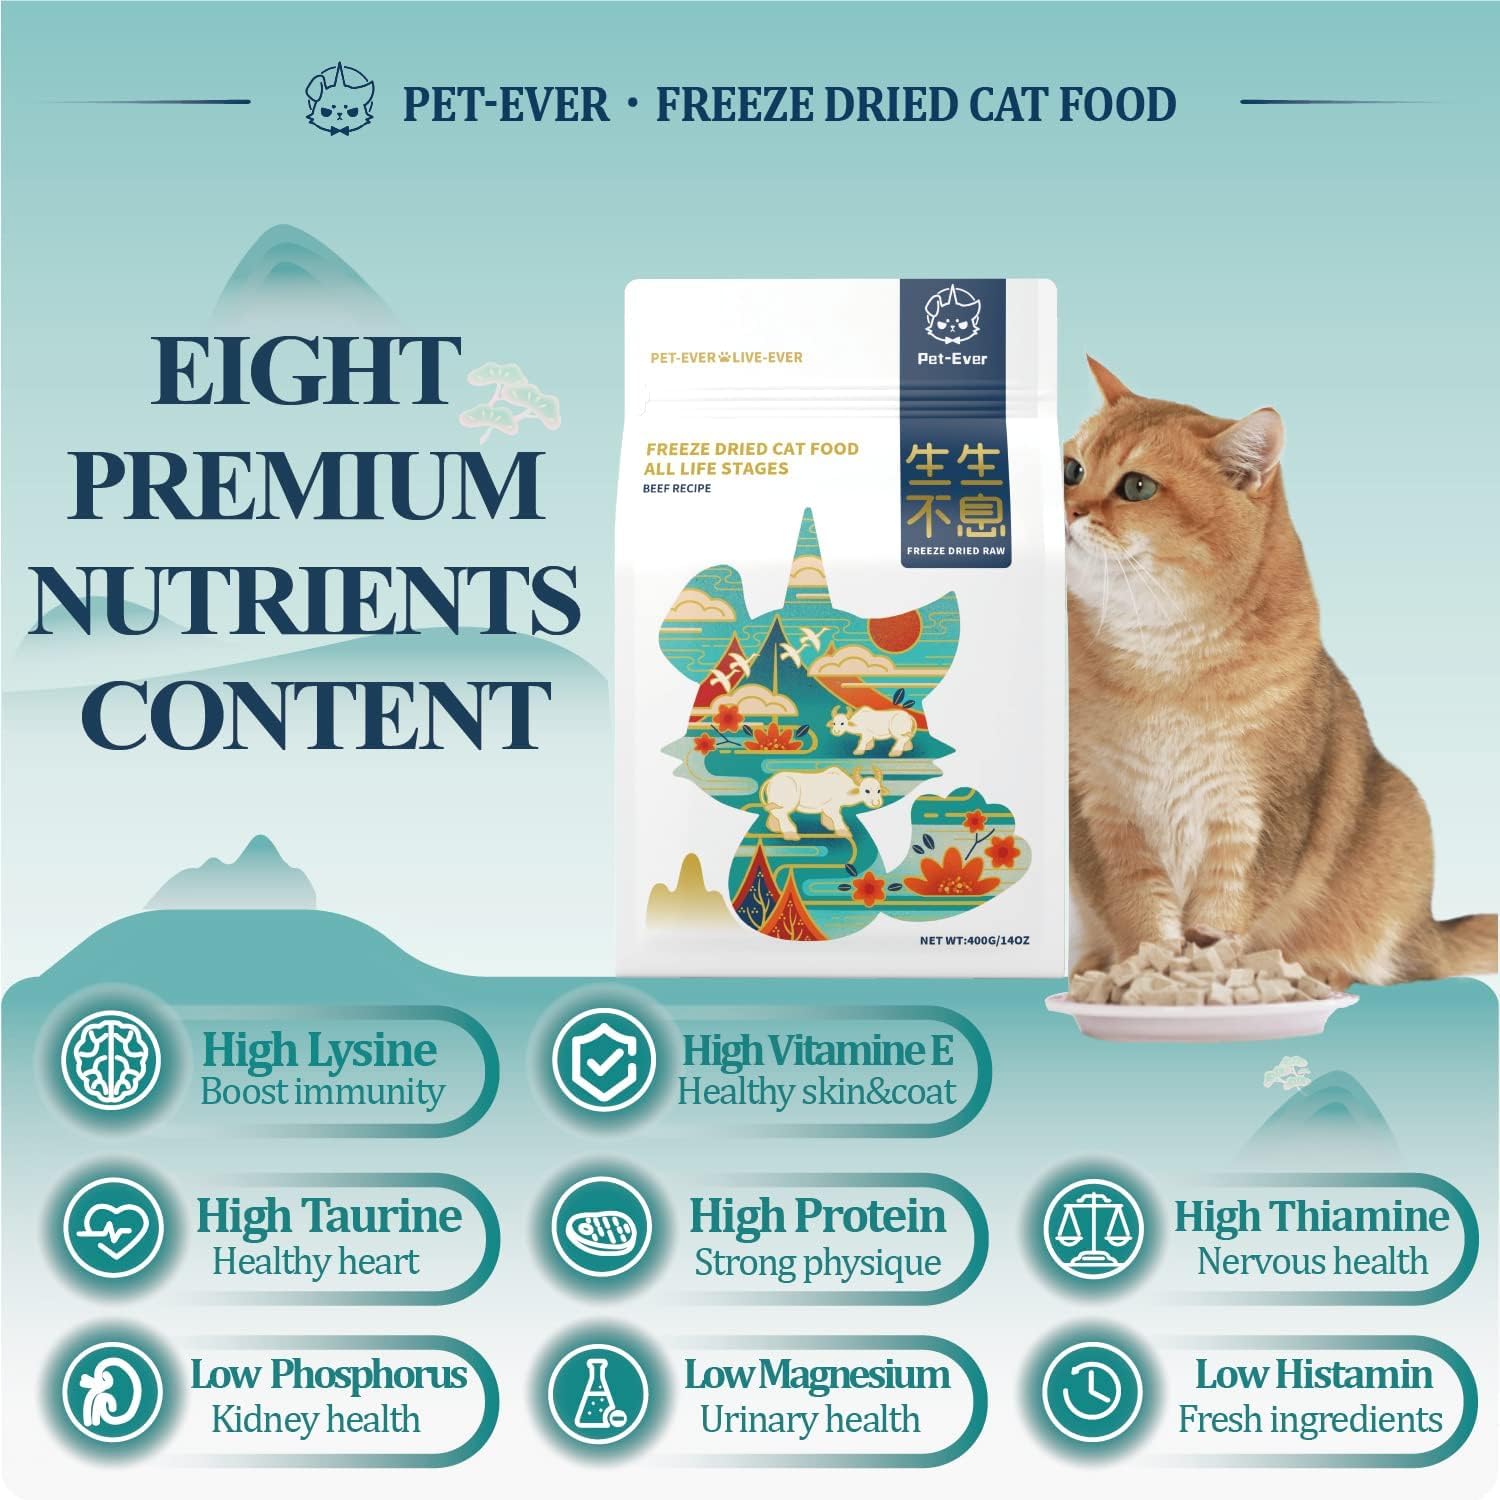 PET-EVER · FREEZE DRIED CAT FOOD
EIGHT
PREMIUM
NUTRIENTS
CONTENT
Pet-Ever
PET-EVER LIVE-EVER
FREEZE DRIED CAT FOOD
ALL LIFE STAGES
BEEF RECIPE
生生
不息
FREEZE DRIED RAW
NET WT:400G/14OZ
High Lysine
Boost immunity
High Vitamine E
Healthy skin&coat
High Taurine
Healthy heart
High Protein
Strong physique
High Thiamine
Nervous health
Low Phosphorus
Kidney health
Low Magnesium
Urinary health
Low Histamin
Fresh ingredients